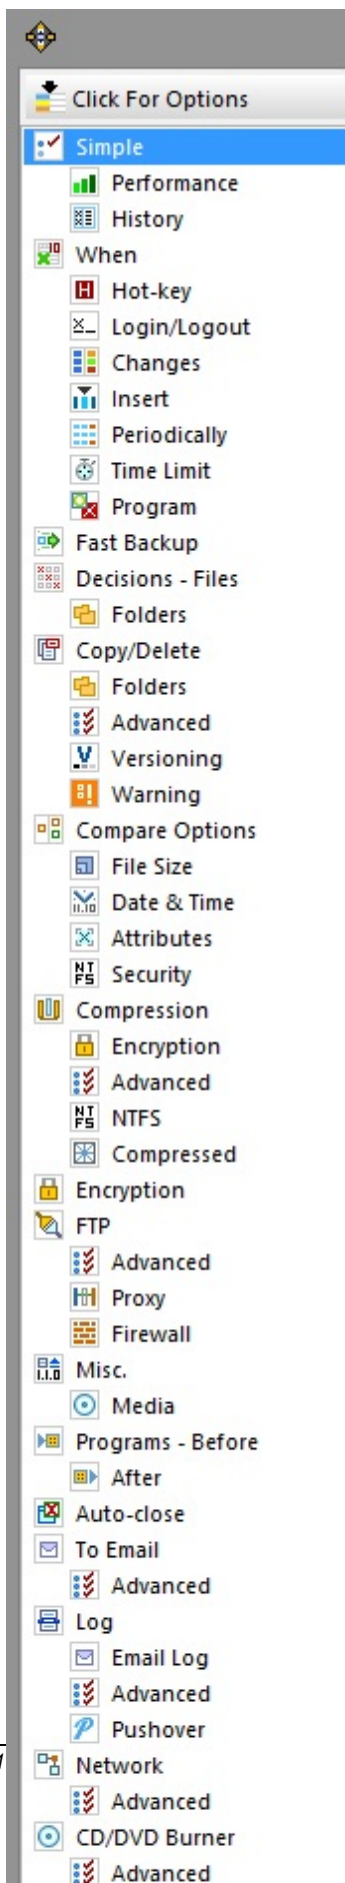 Click For Options
Simple
Performance
History
When
Hot-key
Login/Logout
Changes
Insert
Periodically
Time Limit
Program
Fast Backup
Decisions - Files
Folders
Copy/Delete
Folders
Advanced
Versioning
Warning
Compare Options
File Size
Date & Time
Attributes
Security
Compression
Encryption
Advanced
NTFS
Compressed
Encryption
FTP
Advanced
Proxy
Firewall
Misc.
Media
Programs - Before
After
Auto-close
To Email
Advanced
Log
Email Log
Advanced
Pushover
Network
Advanced
CD/DVD Burner
Advanced